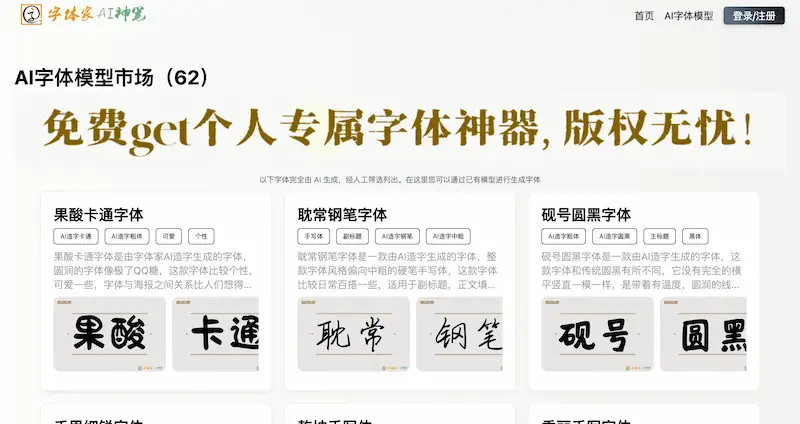 字体家 AI神笔
首页 AI字体模型 登录/注册
AI字体模型市场（62）
免费get个人专属字体神器, 版权无忧!
以下字体完全由 AI 生成，经人工筛选列出。在这里您可以通过已有模型进行生成字体
果酸卡通字体
AI造字卡通 AI造字粗体 可爱 个性
果酸卡通字体是由字体家AI造字生成的字体，
圆润的字体像极了QQ糖，这款字体比较个性，
可爱一些，字体与海报之间关系比人们想得...
果酸 卡通
耽常钢笔字体
手写体 副标题 AI造字钢笔 AI造字中粗
耽常钢笔字体是一款由AI造字生成的字体，整
款字体风格偏向中粗的硬笔手写体，这款字体
比较日常百搭一些，适用于副标题，正文填...
耽常 钢笔
砚号圆黑字体
AI造字粗体 AI造字圆黑 主标题 黑体
砚号圆黑字体是一款由AI造字生成的字体，这
款字体和传统圆黑有所不同，它没有完全的横
平竖直一模一样，是带着有温度，圆润的线...
砚号 圆黑